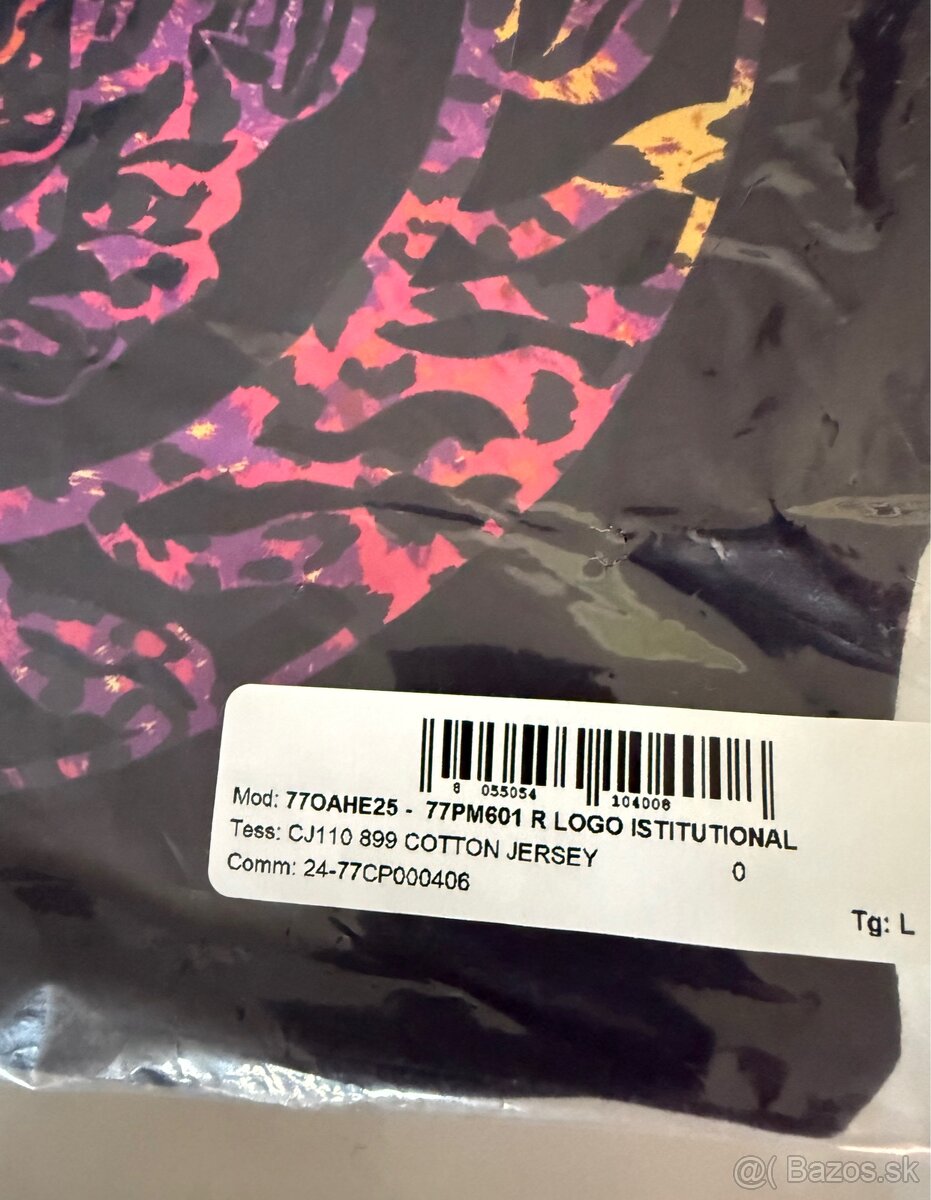 8 055054 104008
Mod: 77OAHE25 - 77PM601 R LOGO ISTITUTIONAL
Tess: CJ110 899 COTTON JERSEY 0
Comm: 24-77CP000406
Tg: L
@( Bazos.sk